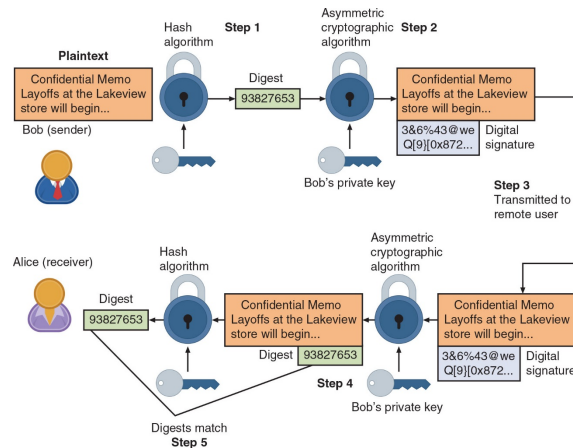 Hash
algorithm
Step 1
Asymmetric
cryptographic
algorithm
Step 2
Plaintext
Confidential Memo
Layoffs at the Lakeview
store will begin...
Digest
93827653
Confidential Memo
Layoffs at the Lakeview
store will begin...
Bob (sender)
3&6%43@we
Q[9}[0x872...
Digital
signature
Bob's private key
Step 3
Transmitted to
remote user
Alice (receiver)
Hash
algorithm
Asymmetric
cryptographic
algorithm
Digest
93827653
Confidential Memo
Layoffs at the Lakeview
store will begin...
Confidential Memo
Layoffs at the Lakeview
store will begin...
Digest
93827653
3&6%43@we
Q[9}[0x872...
Digital
signature
Step 4
Bob's private key
Digests match
Step 5